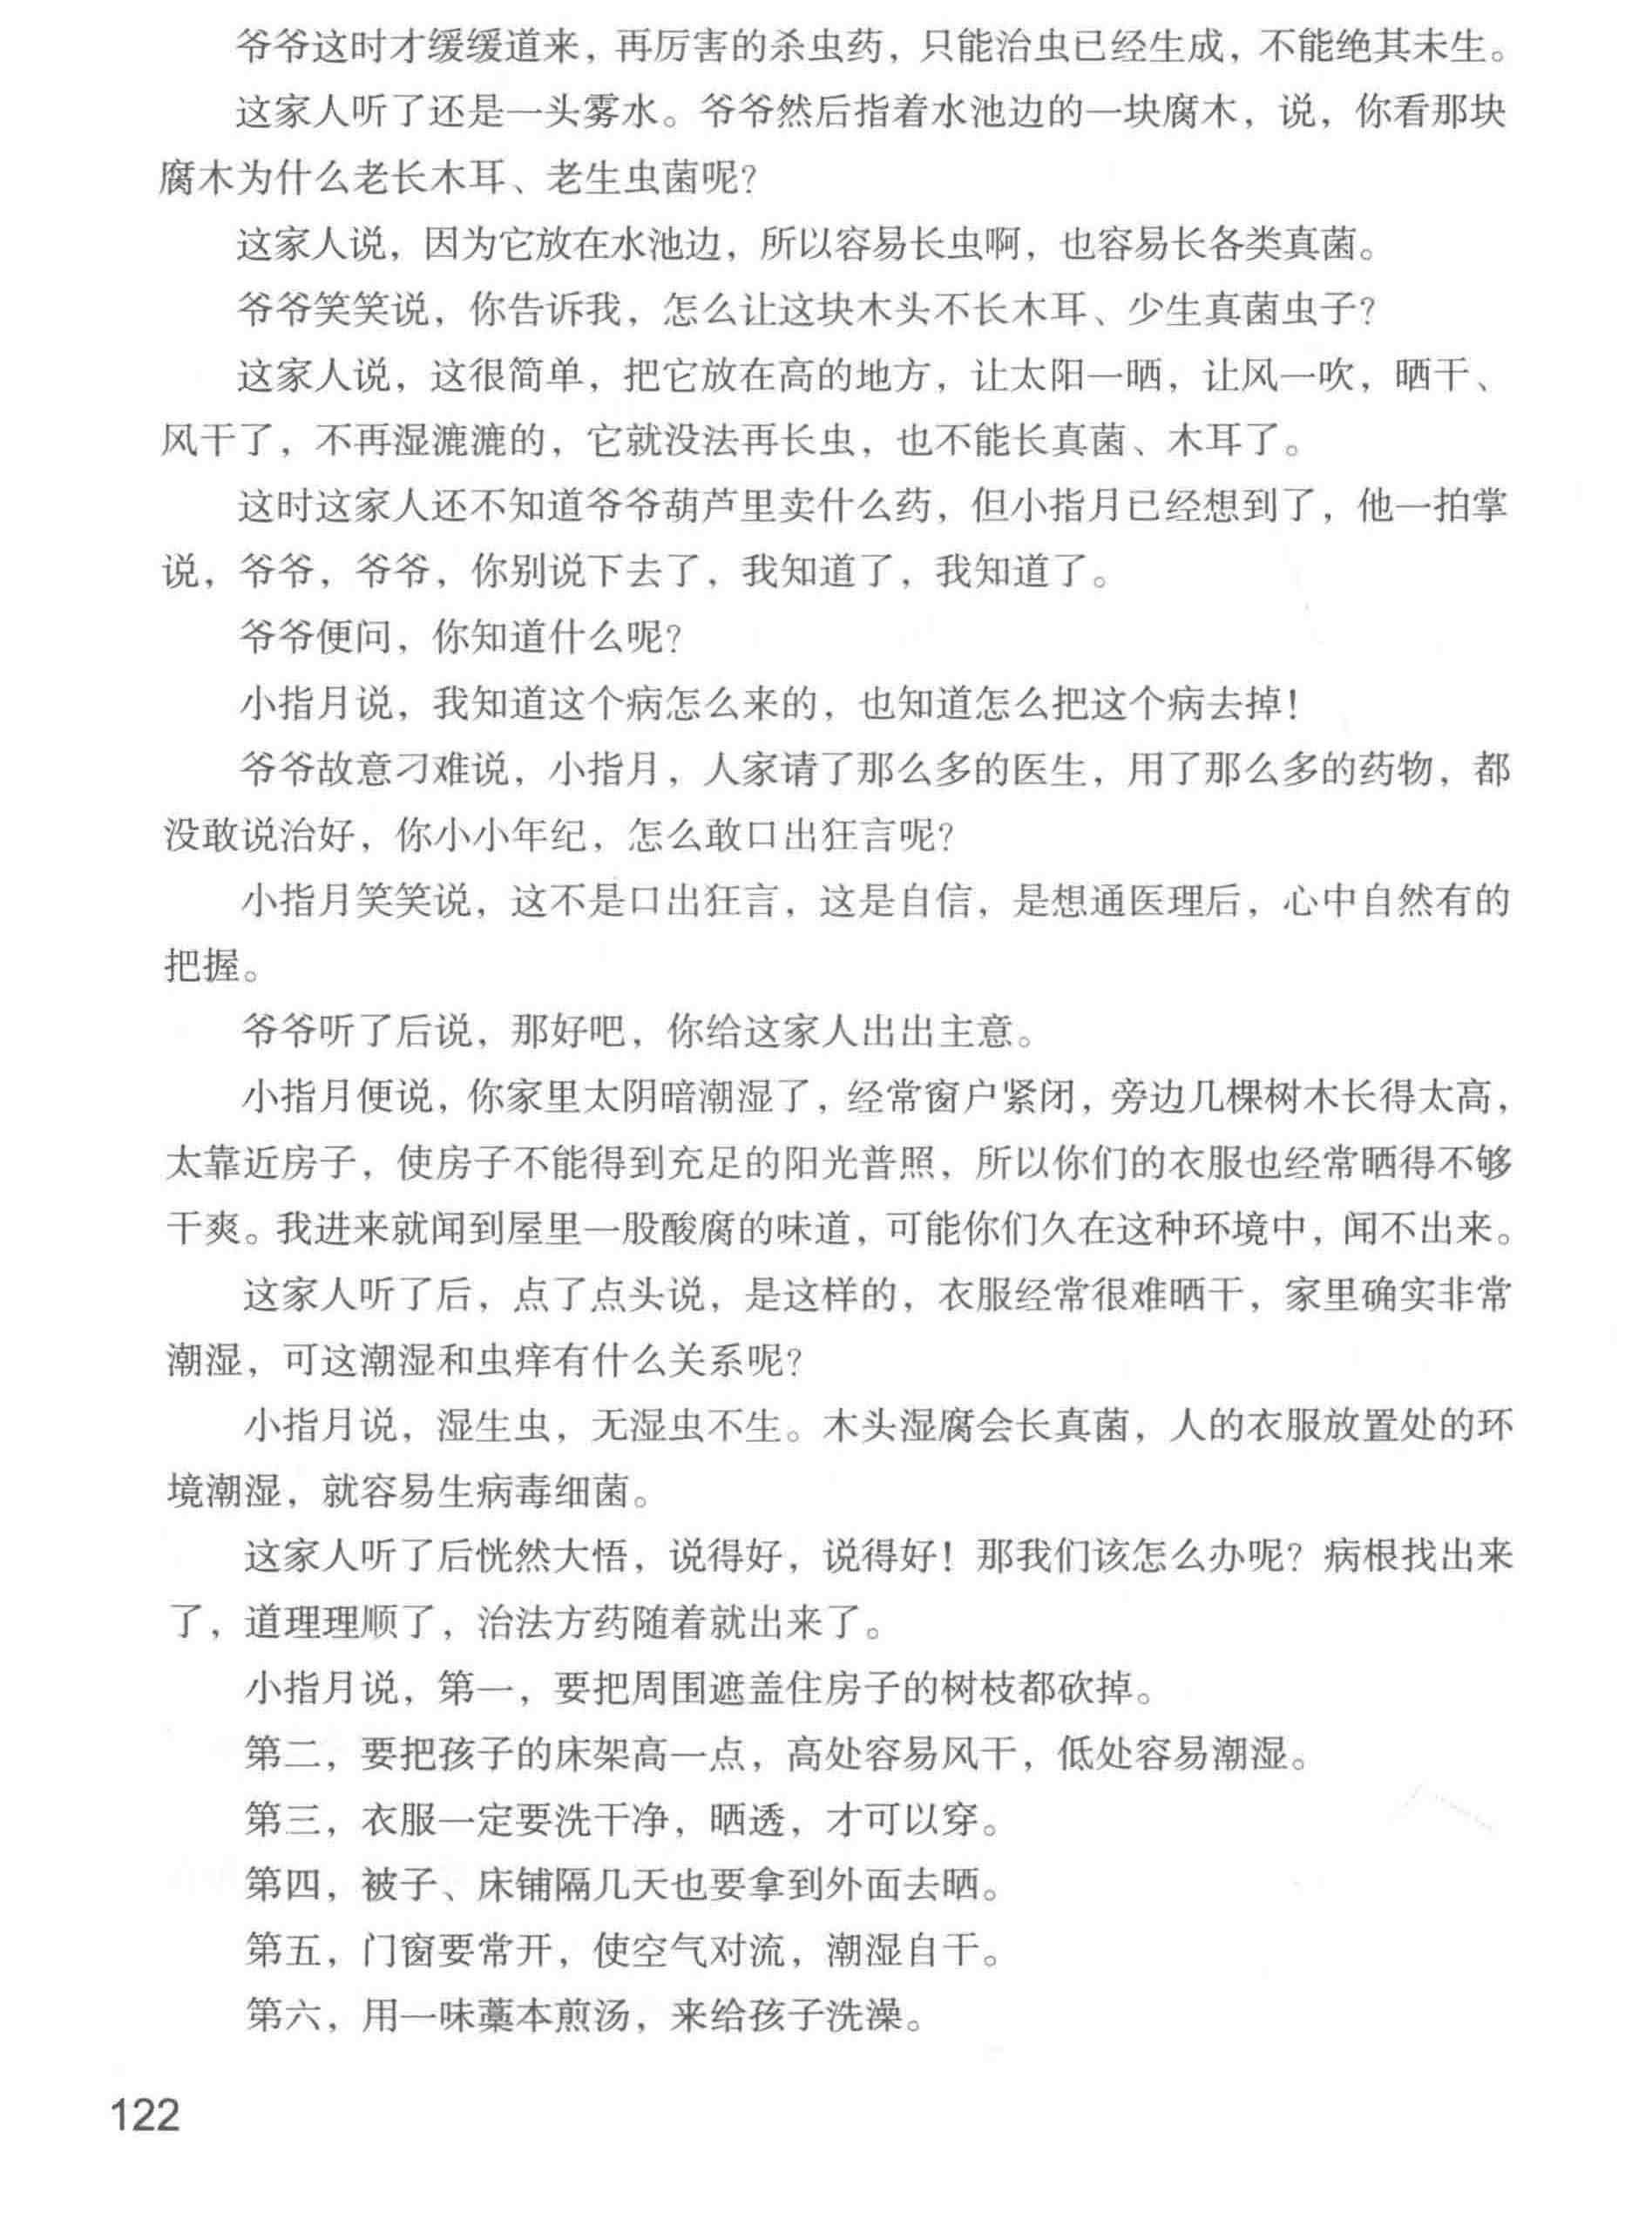 爷爷这时才缓缓道来，再厉害的杀虫药，只能治虫已经生成，不能绝其未生。
这家人听了还是一头雾水。爷爷然后指着水池边的一块腐木，说，你看那块
腐木为什么老长木耳、老生虫菌呢？
这家人说，因为它放在水池边，所以容易长虫啊，也容易长各类真菌。
爷爷笑笑说，你告诉我，怎么让这块木头不长木耳、少生真菌虫子？
这家人说，这很简单，把它放在高的地方，让太阳一晒，让风一吹，晒干、
风干了，不再湿漉漉的，它就没法再长虫，也不能长真菌、木耳了。
这时这家人还不知道爷爷葫芦里卖什么药，但小指月已经想到了，他一拍掌
说，爷爷，爷爷，你别说下去了，我知道了，我知道了。
爷爷便问，你知道什么呢？
小指月说，我知道这个病怎么来的，也知道怎么把这个病去掉！
爷爷故意刁难说，小指月，人家请了那么多的医生，用了那么多的药物，都
没敢说治好，你小小年纪，怎么敢口出狂言呢？
小指月笑笑说，这不是口出狂言，这是自信，是想通医理后，心中自然有的
把握。
爷爷听了后说，那好吧，你给这家人出出主意。
小指月便说，你家里太阴暗潮湿了，经常窗户紧闭，旁边几棵树木长得太高，
太靠近房子，使房子不能得到充足的阳光普照，所以你们的衣服也经常晒得不够
干爽。我进来就闻到屋里一股酸腐的味道，可能你们久在这种环境中，闻不出来。
这家人听了后，点了点头说，是这样的，衣服经常很难晒干，家里确实非常
潮湿，可这潮湿和虫痒有什么关系呢？
小指月说，湿生虫，无湿虫不生。木头湿腐会长真菌，人的衣服放置处的环
境潮湿，就容易生病毒细菌。
这家人听了后恍然大悟，说得好，说得好！那我们该怎么办呢？病根找出来
了，道理理顺了，治法方药随着就出来了。
小指月说，第一，要把周围遮盖住房子的树枝都砍掉。
第二，要把孩子的床架高一点，高处容易风干，低处容易潮湿。
第三，衣服一定要洗干净，晒透，才可以穿。
第四，被子、床铺隔几天也要拿到外面去晒。
第五，门窗要常开，使空气对流，潮湿自干。
第六，用一味藁本煎汤，来给孩子洗澡。
122